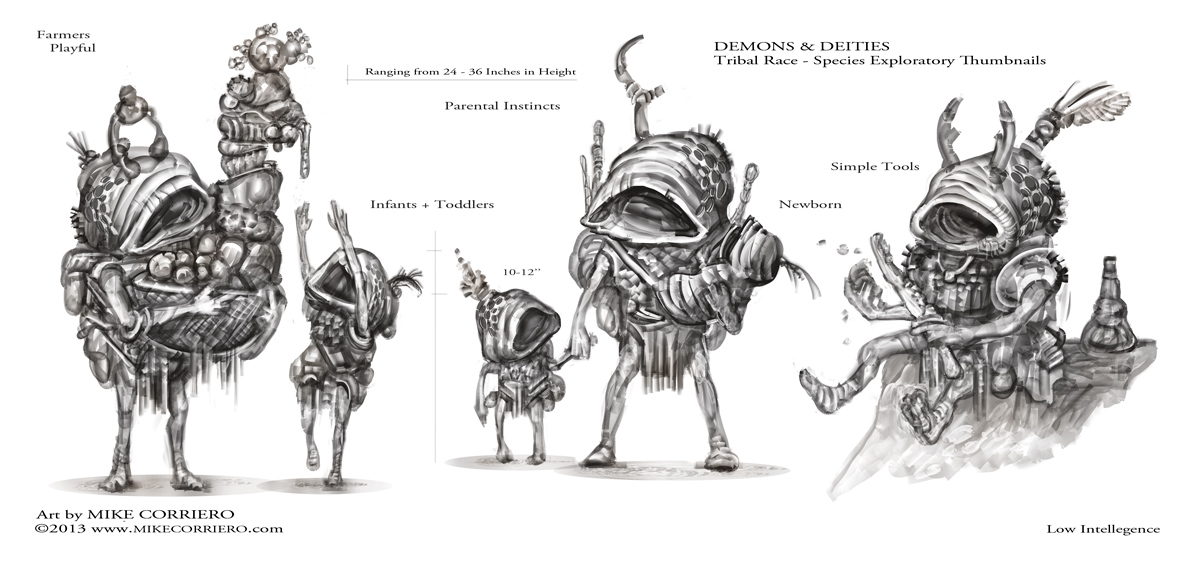 Farmers
Playful
Ranging from 24 - 36 Inches in Height
Parental Instincts
DEMONS & DEITIES
Tribal Race - Species Exploratory Thumbnails
Simple Tools
Infants + Toddlers
Newborn
10-12"
Art by MIKE CORRIERO
©2013 www.MIKECORRIERO.com
Low Intellegence